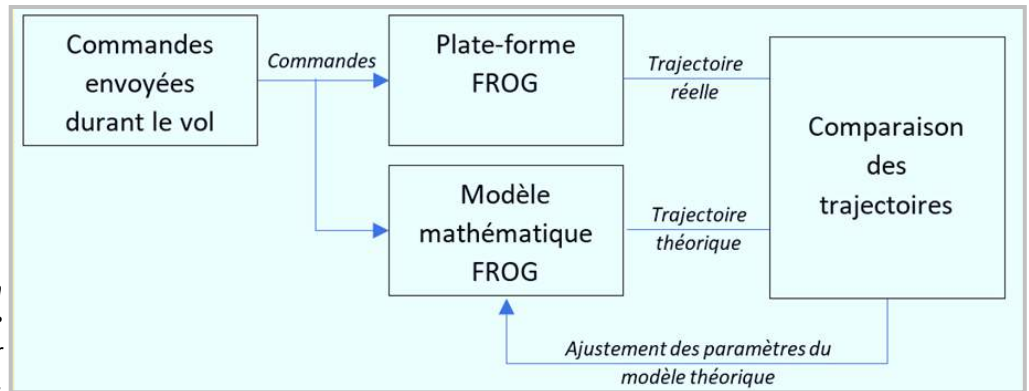 Commandes
envoyées
durant le vol
Commandes
Plate-forme
FROG
Trajectoire
réelle
Modèle
mathématique
FROG
Trajectoire
théorique
Comparaison
des
trajectoires
Ajustement des paramètres du
modèle théorique